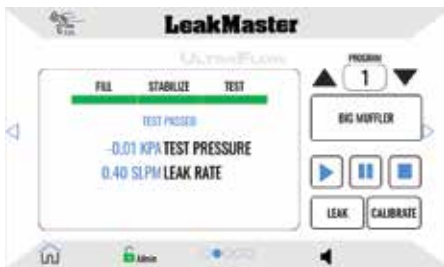 LeakMaster
ULTRAFLOW
PROGRAM
1
FILL STABILIZE TEST
TEST PASSED
-0.01 KPA TEST PRESSURE
0.40 SLPM LEAK RATE
BIG MUFFLER
LEAK CALIBRATE
Admin